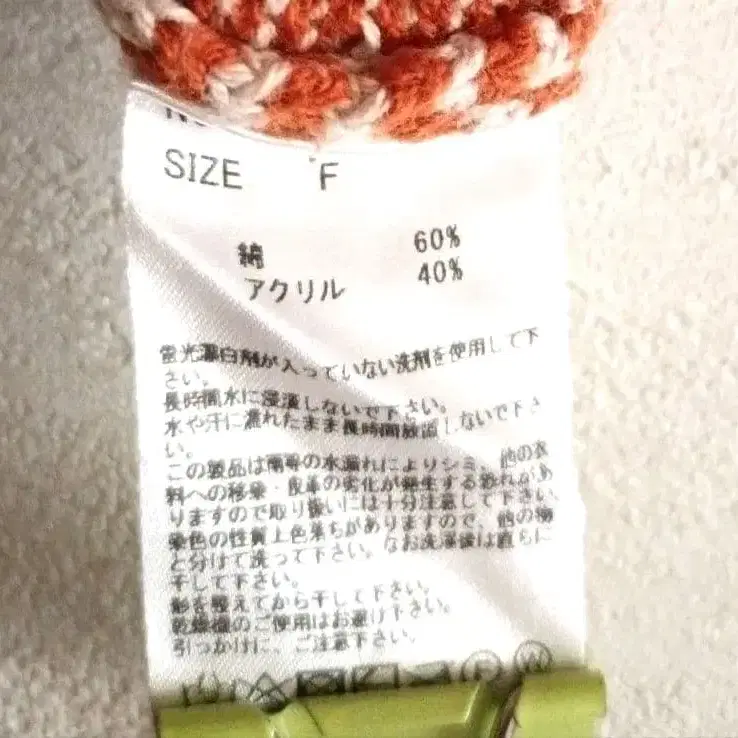 SIZE F
綿 60%
アクリル 40%
蛍光漂白剤が入っていない洗剤を使用して下
さい。
長時間水に浸漬しないで下さい。
水や汗に濡れたまま長時間放置しないで下さ
い。
この製品は雨等の水濡れによりシミ、他の衣
料への移染・皮革の劣化が発生する恐れがあ
りますので取り扱いには十分注意して下さい。
染色の性質上色落ちがありますので、他の物
と分けて洗って下さい。なお洗濯後は直ちに
干して下さい。
形を整えてから干して下さい。
乾燥機のご使用はお避け下さい。
引っかけに、ご注意下さい。